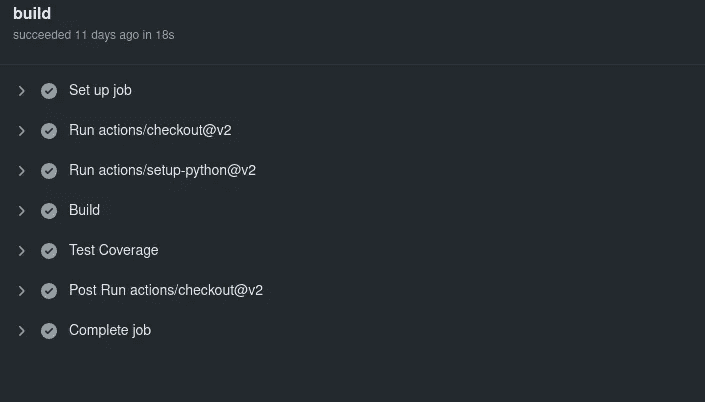 build
succeeded 11 days ago in 18s
Set up job
Run actions/checkout@v2
Run actions/setup-python@v2
Build
Test Coverage
Post Run actions/checkout@v2
Complete job